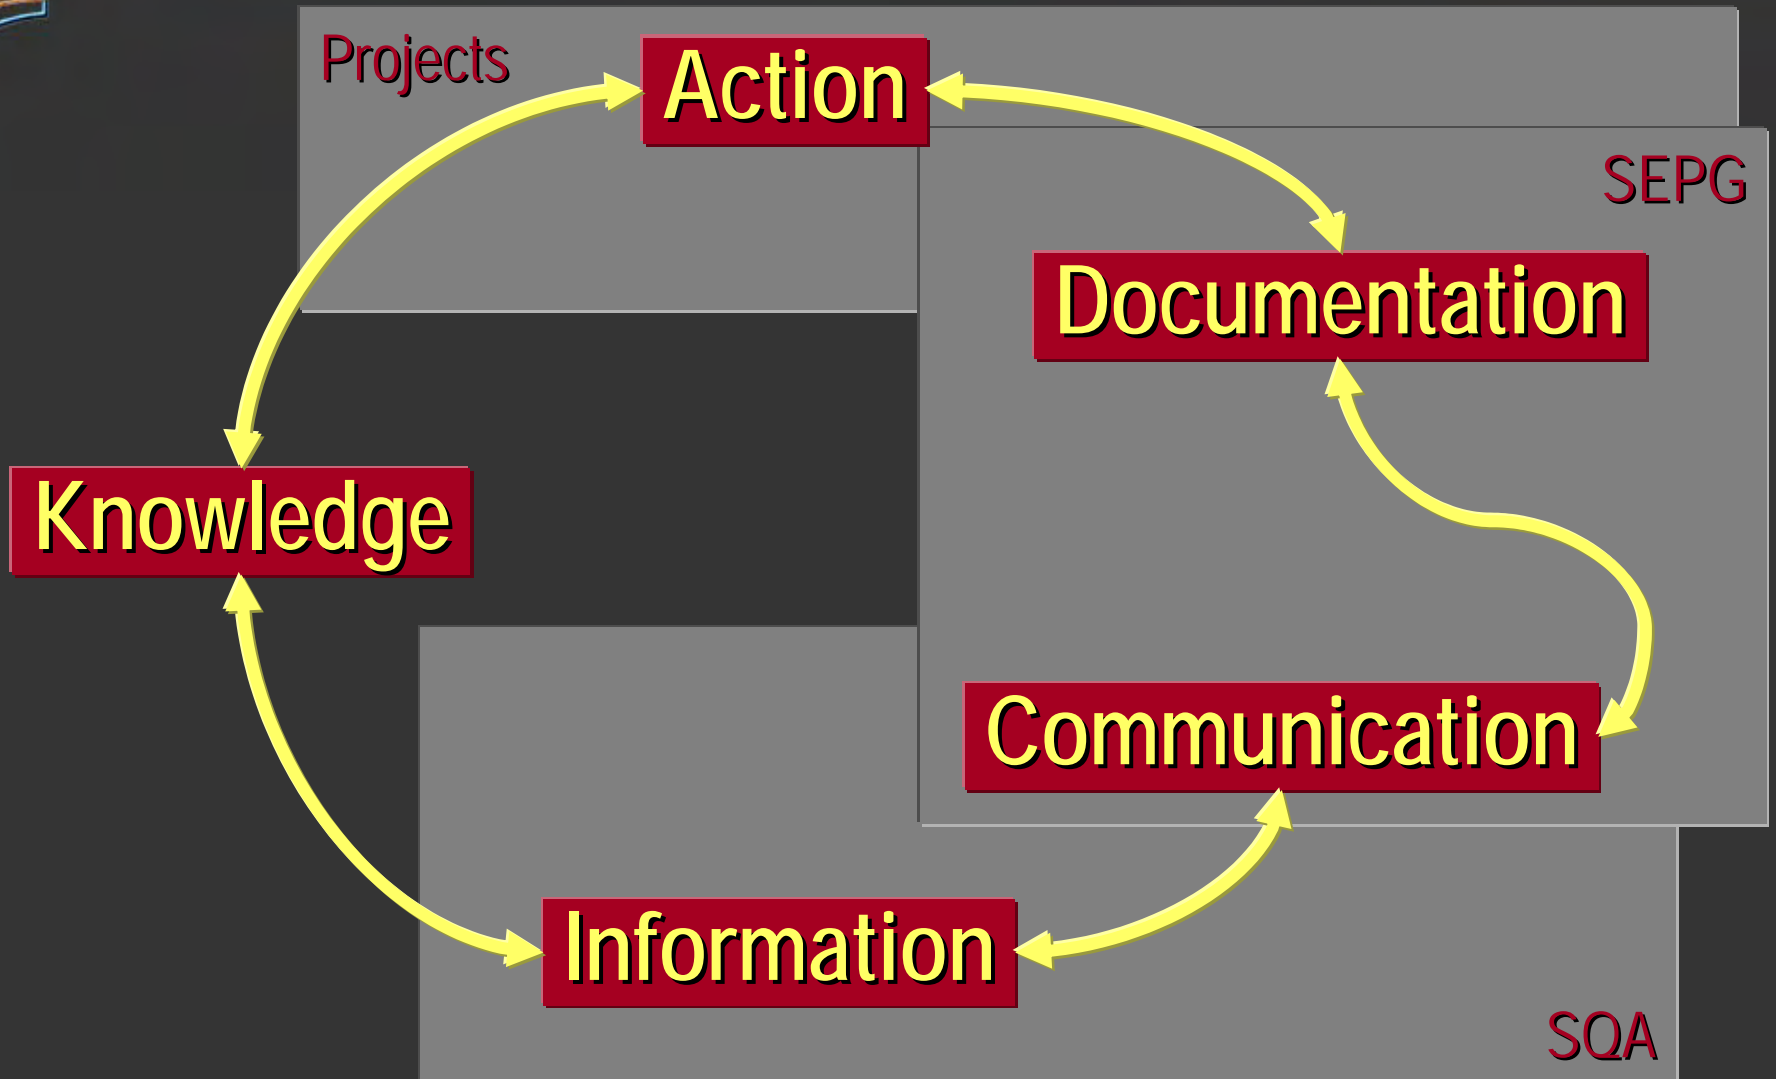 Projects
Action
SEPG
Documentation
Knowledge
Communication
Information
SQA